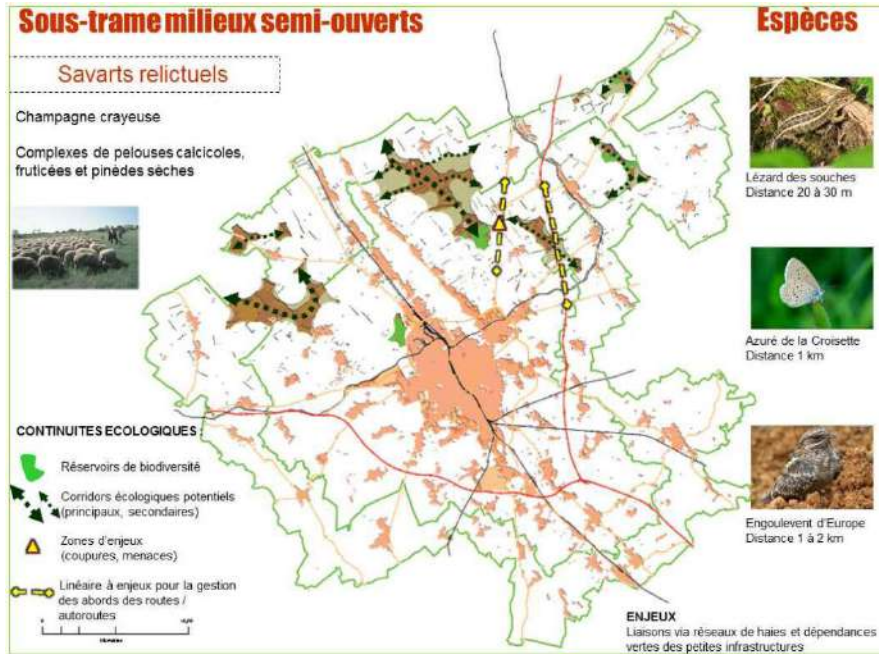 Sous-trame milieux semi-ouverts
Espèces
Savarts relictuels
Champagne crayeuse
Complexes de pelouses calcicoles,
fruticées et pinèdes sèches
Lézard des souches
Distance 20 à 30 m
Azuré de la Croisette
Distance 1 km
Engoulevent d'Europe
Distance 1 à 2 km
CONTINUITES ECOLOGIQUES :
Réservoirs de biodiversité
Corridors écologiques potentiels
(principaux, secondaires)
Zones d'enjeux
(coupures, menaces)
Linéaire à enjeux pour la gestion
des abords des routes /
autoroutes
0
ENJEUX
Liaisons via réseaux de haies et dépendances
vertes des petites infrastructures